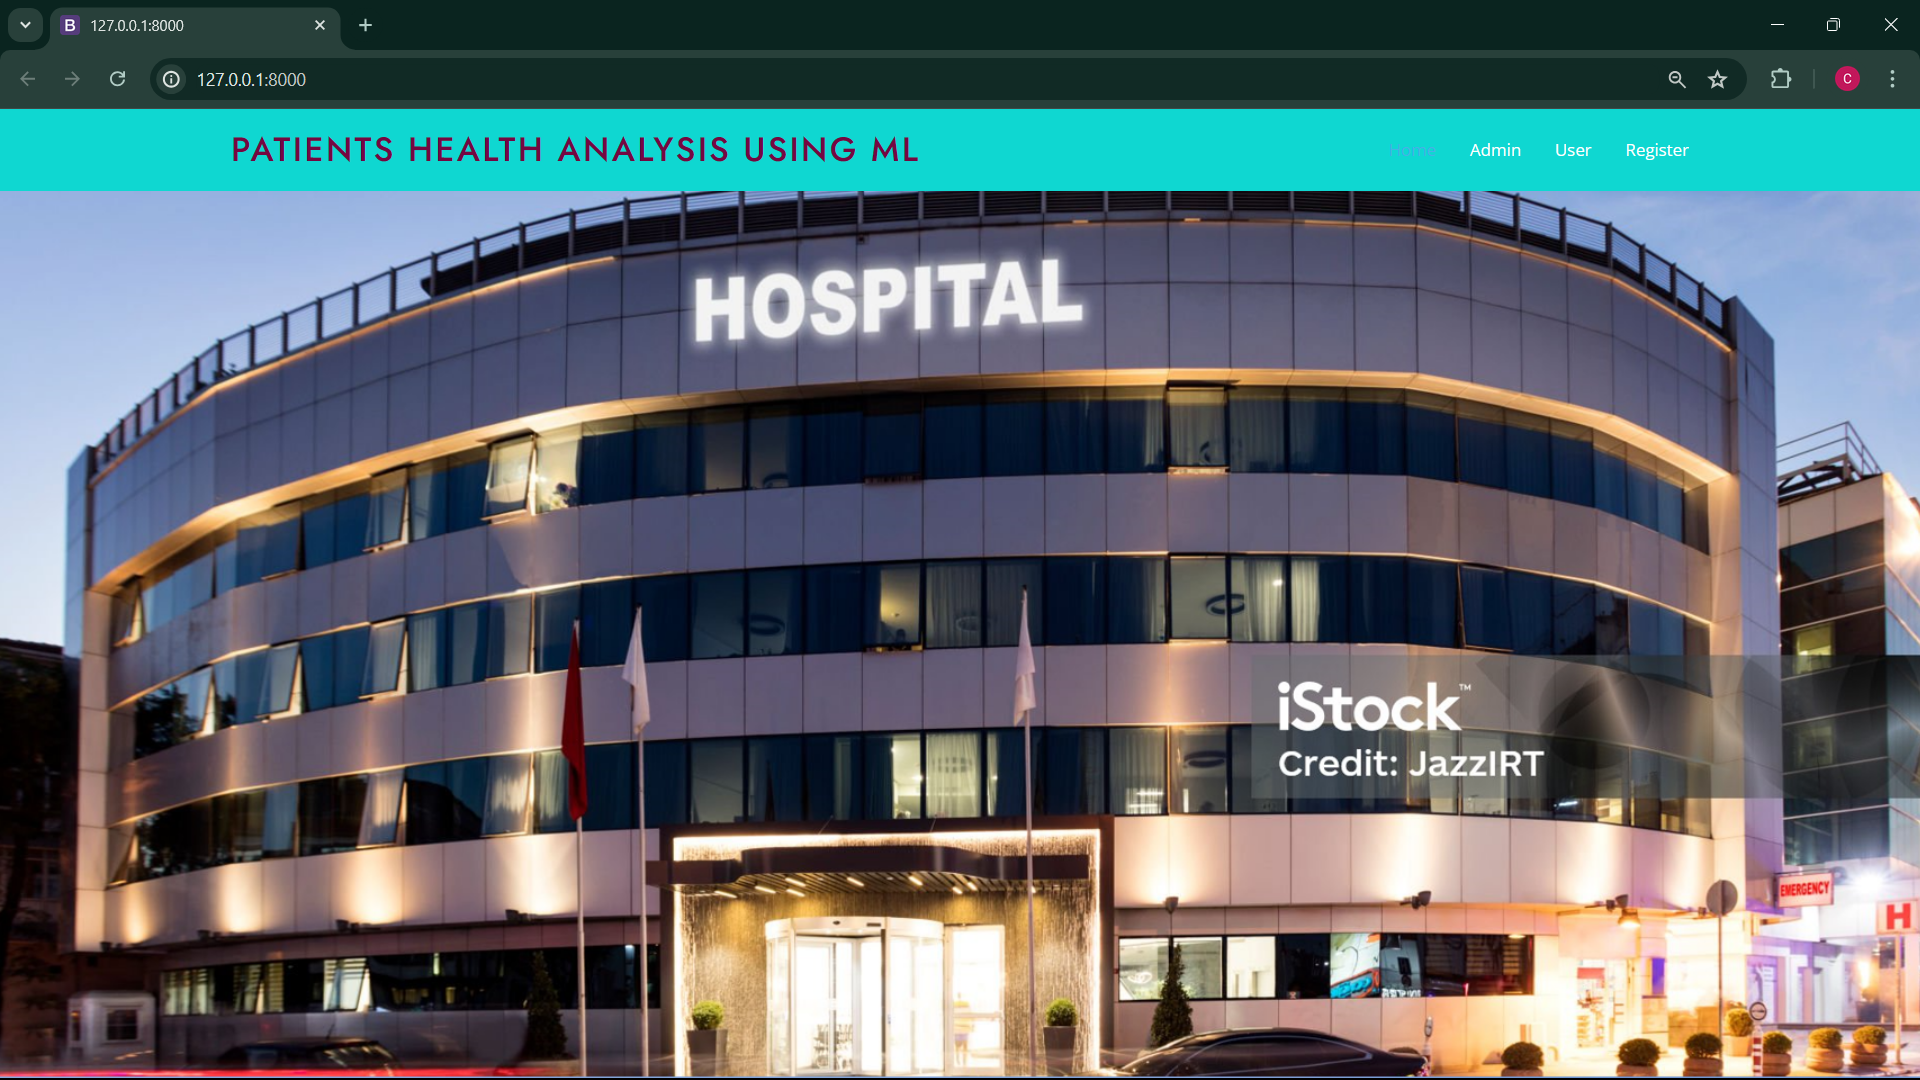 B 127.0.0.1:8000
127.0.0.1:8000
C
PATIENTS HEALTH ANALYSIS USING ML
Home Admin User Register
HOSPITAL
iStock™
Credit: JazzIRT
EMERGENCY
H